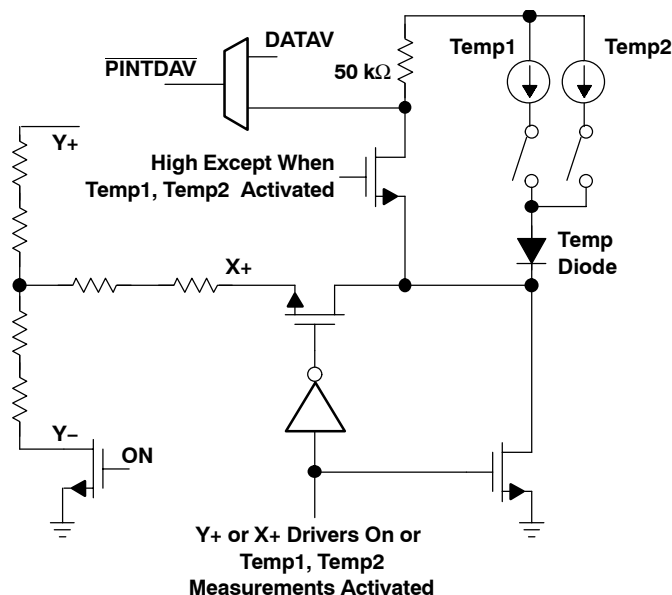 DATAV
PINTDAV
50 kΩ
Temp1
Temp2
Y+
High Except When
Temp1, Temp2 Activated
Temp
Diode
X+
Y−
ON
Y+ or X+ Drivers On or
Temp1, Temp2
Measurements Activated